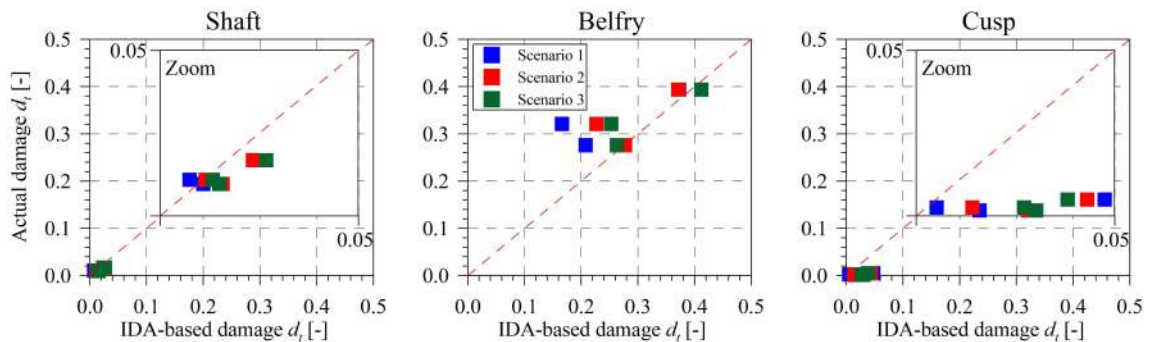 Shaft
Belfry
Cusp
Actual damage dt [-]
0.5
0.4
0.3
0.2
0.1
0.0
0.05
Zoom
0.05
0.0 0.1 0.2 0.3 0.4 0.5
IDA-based damage dt [-]
0.5
0.4
0.3
0.2
0.1
0.0
Scenario 1
Scenario 2
Scenario 3
0.0 0.1 0.2 0.3 0.4 0.5
IDA-based damage dt [-]
0.5
0.4
0.3
0.2
0.1
0.0
0.05
Zoom
0.05
0.0 0.1 0.2 0.3 0.4 0.5
IDA-based damage dt [-]